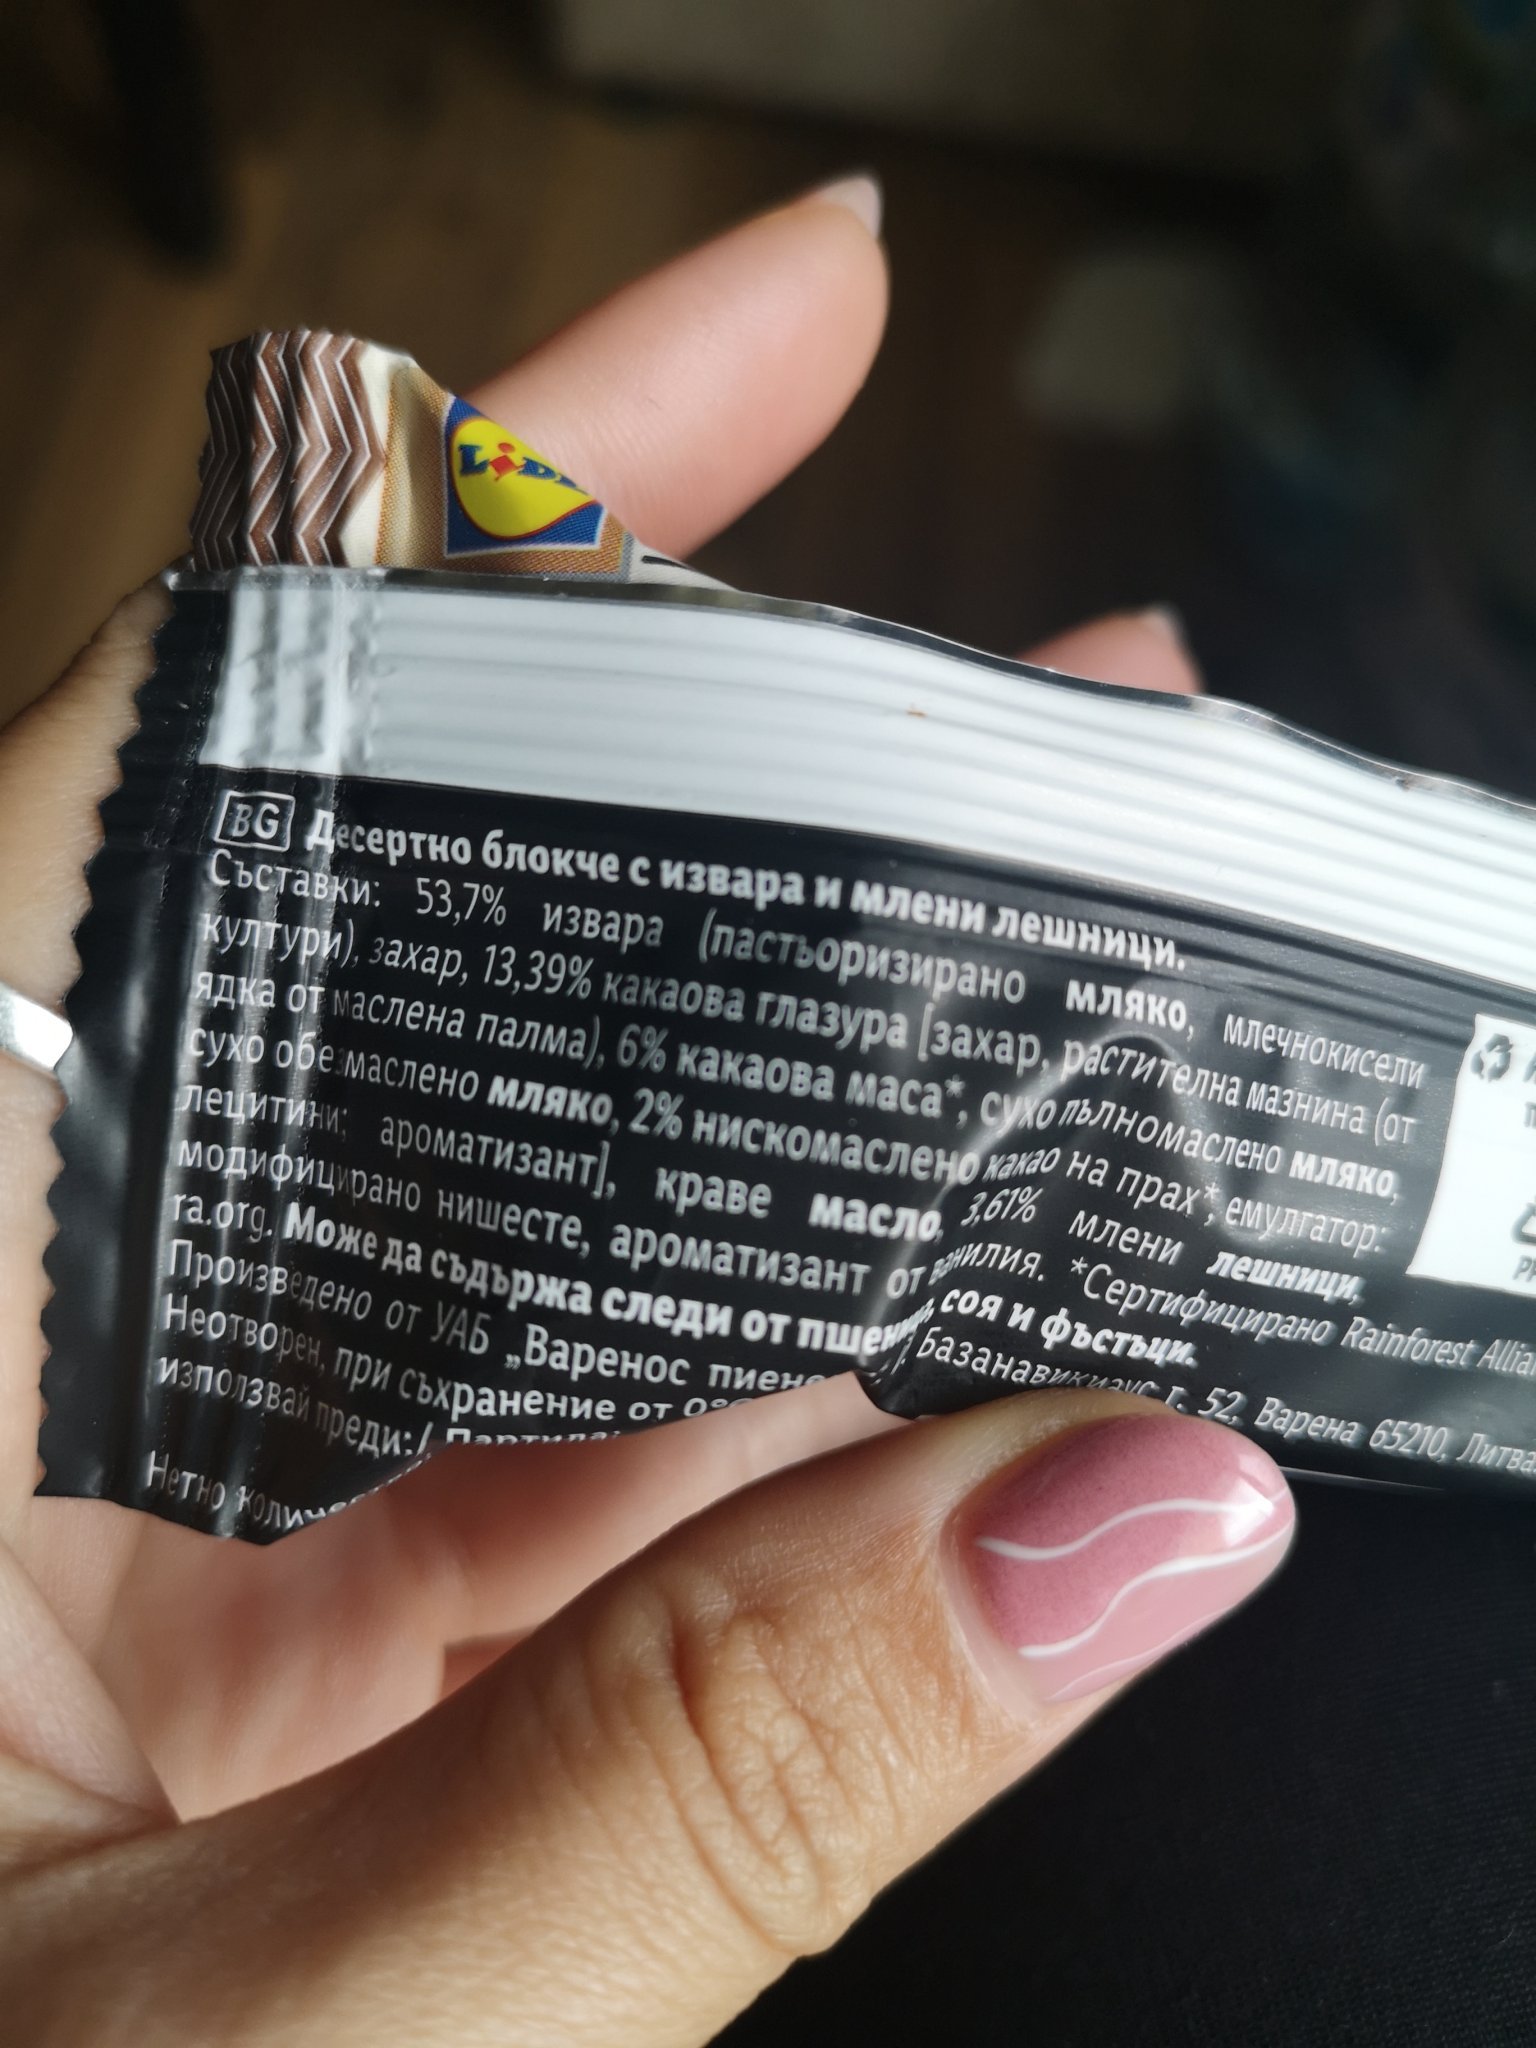 LIDL
BG Десертно блокче с извара и млени лешници.
Съставки: 53,7% извара (пастьоризирано мляко, млечнокисели
култури), захар, 13,39% какаова глазура [захар, растителна мазнина (от
ядка от маслена палма), 6% какаова маса*, сухо пълномаслено мляко,
сухо обезмаслено мляко, 2% нискомаслено какао на прах*, емулгатор:
лецитини; ароматизант], краве масло, 3,61% млени лешници,
модифицирано нишесте, ароматизант от ванилия. *Сертифицирано Rainforest
ra.org. Може да съдържа следи от пшеница, соя и фъстъци.
Произведено от УАБ „Варенос Базанавикиаус г. 52, Варена 65210, Литва
Неотворен, при съхранение от
използвай преди:/ Партида:
Нетно